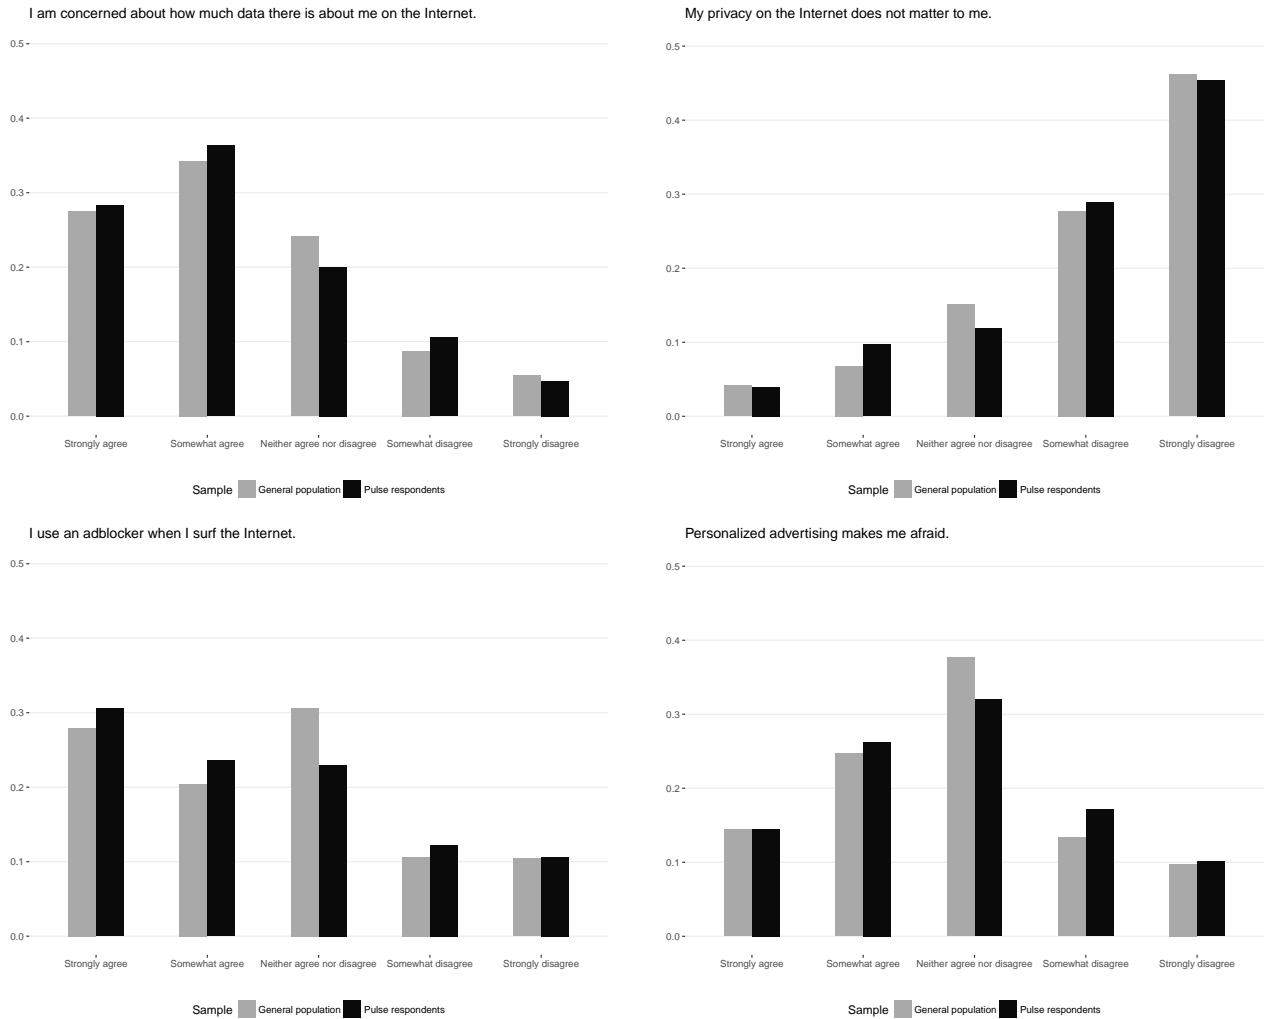 I am concerned about how much data there is about me on the Internet.
0.5
0.4
0.3
0.2
0.1
0.0
Strongly agree Somewhat agree Neither agree nor disagree Somewhat disagree Strongly disagree
Sample General population Pulse respondents
My privacy on the Internet does not matter to me.
0.5
0.4
0.3
0.2
0.1
0.0
Strongly agree Somewhat agree Neither agree nor disagree Somewhat disagree Strongly disagree
Sample General population Pulse respondents
I use an adblocker when I surf the Internet.
0.5
0.4
0.3
0.2
0.1
0.0
Strongly agree Somewhat agree Neither agree nor disagree Somewhat disagree Strongly disagree
Sample General population Pulse respondents
Personalized advertising makes me afraid.
0.5
0.4
0.3
0.2
0.1
0.0
Strongly agree Somewhat agree Neither agree nor disagree Somewhat disagree Strongly disagree
Sample General population Pulse respondents